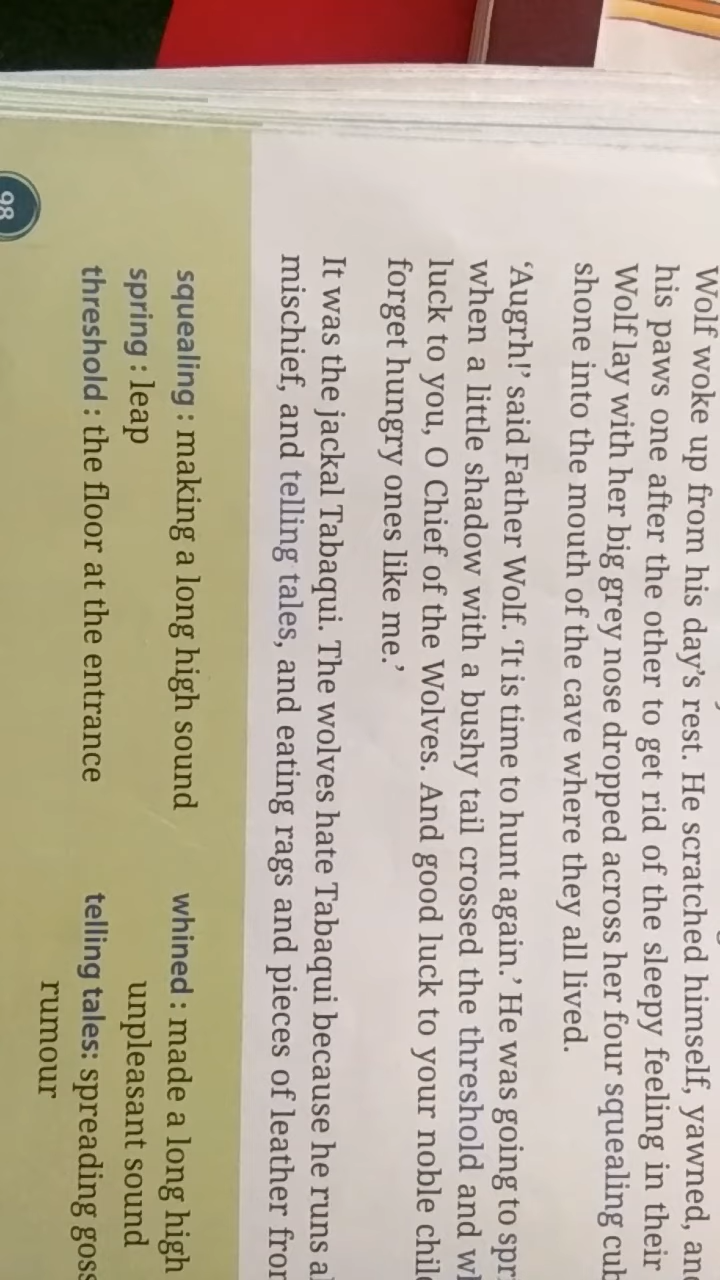 Wolf woke up from his day's rest. He scratched himself, yawned,
his paws one after the other to get rid of the sleepy feeling in their
Wolf lay with her big grey nose dropped across her four squealing
shone into the mouth of the cave where they all lived.
‘Augrh!’ said Father Wolf. ‘It is time to hunt again.’ He was going to
when a little shadow with a bushy tail crossed the threshold and
luck to you, O Chief of the Wolves. And good luck to your noble
forget hungry ones like me.’
It was the jackal Tabaqui. The wolves hate Tabaqui because he runs
mischief, and telling tales, and eating rags and pieces of leather
squealing : making a long high sound
spring : leap
threshold : the floor at the entrance
whined : made a long high
unpleasant sound
telling tales: spreading
rumour
98